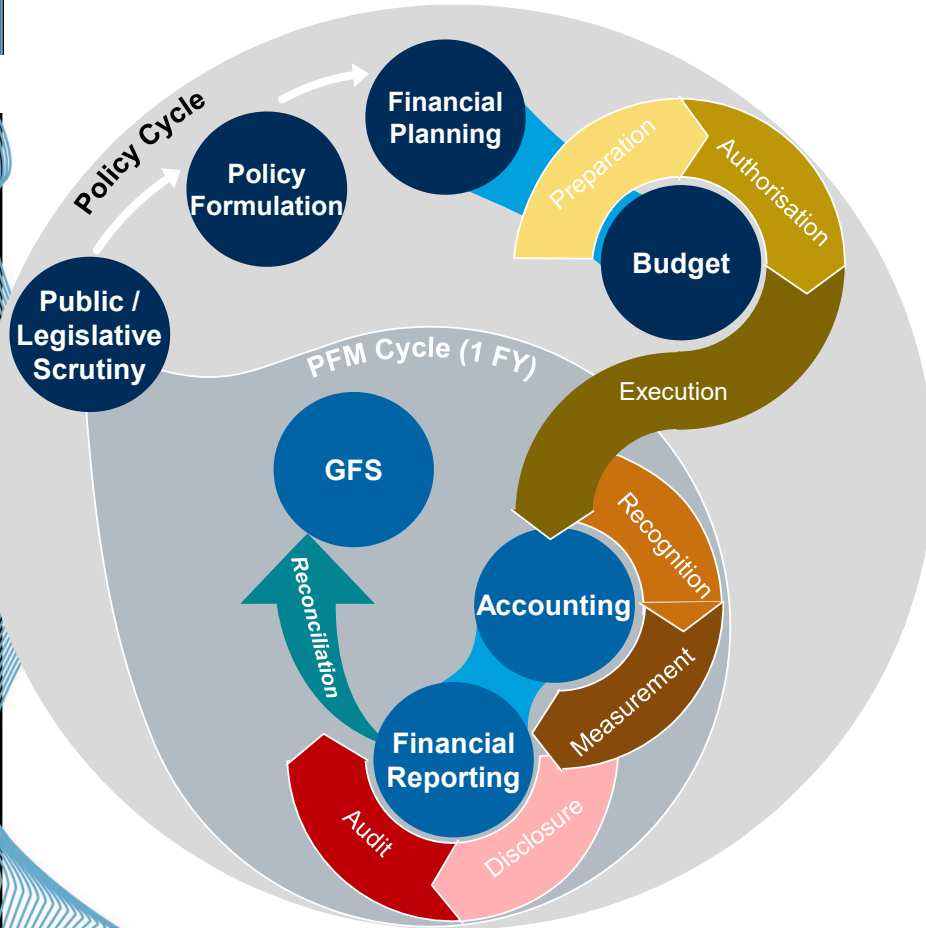 Policy Cycle
Financial
Planning
Policy
Formulation
Public /
Legislative
Scrutiny
Preparation
Authorisation
Budget
Execution
PFM Cycle (1 FY)
GFS
Recognition
Accounting
Measurement
Reconciliation
Financial
Reporting
Disclosure
Audit